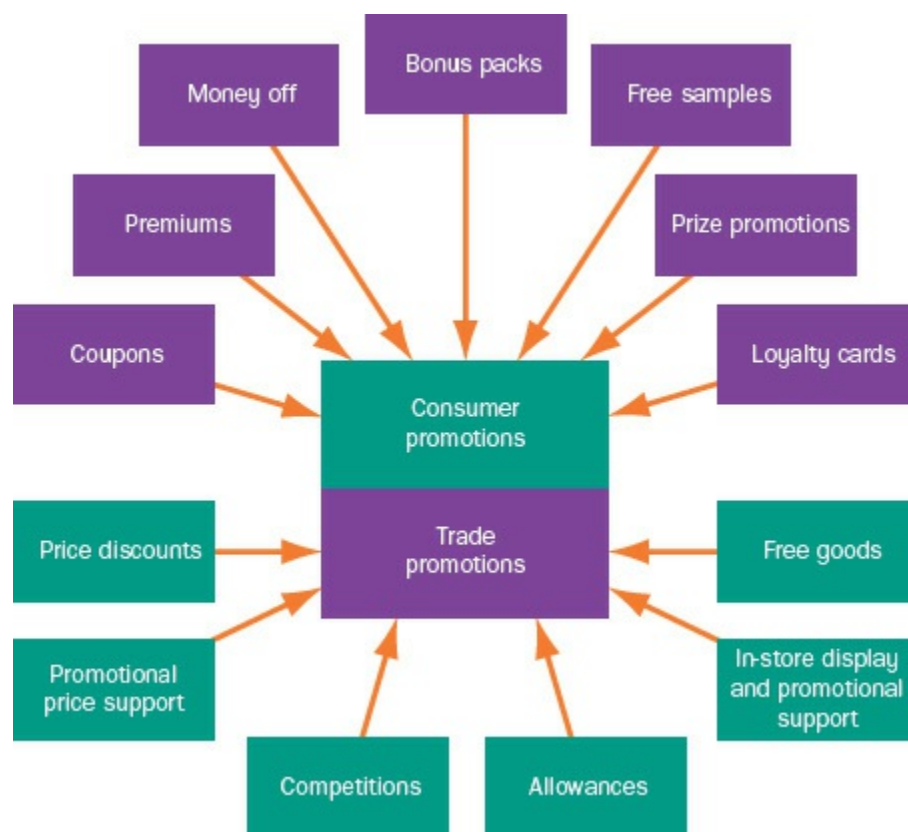 Bonus packs
Money off
Free samples
Premiums
Prize promotions
Coupons
Loyalty cards
Consumer
promotions
Trade
promotions
Price discounts
Free goods
Promotional
price support
In-store display
and promotional
support
Competitions
Allowances